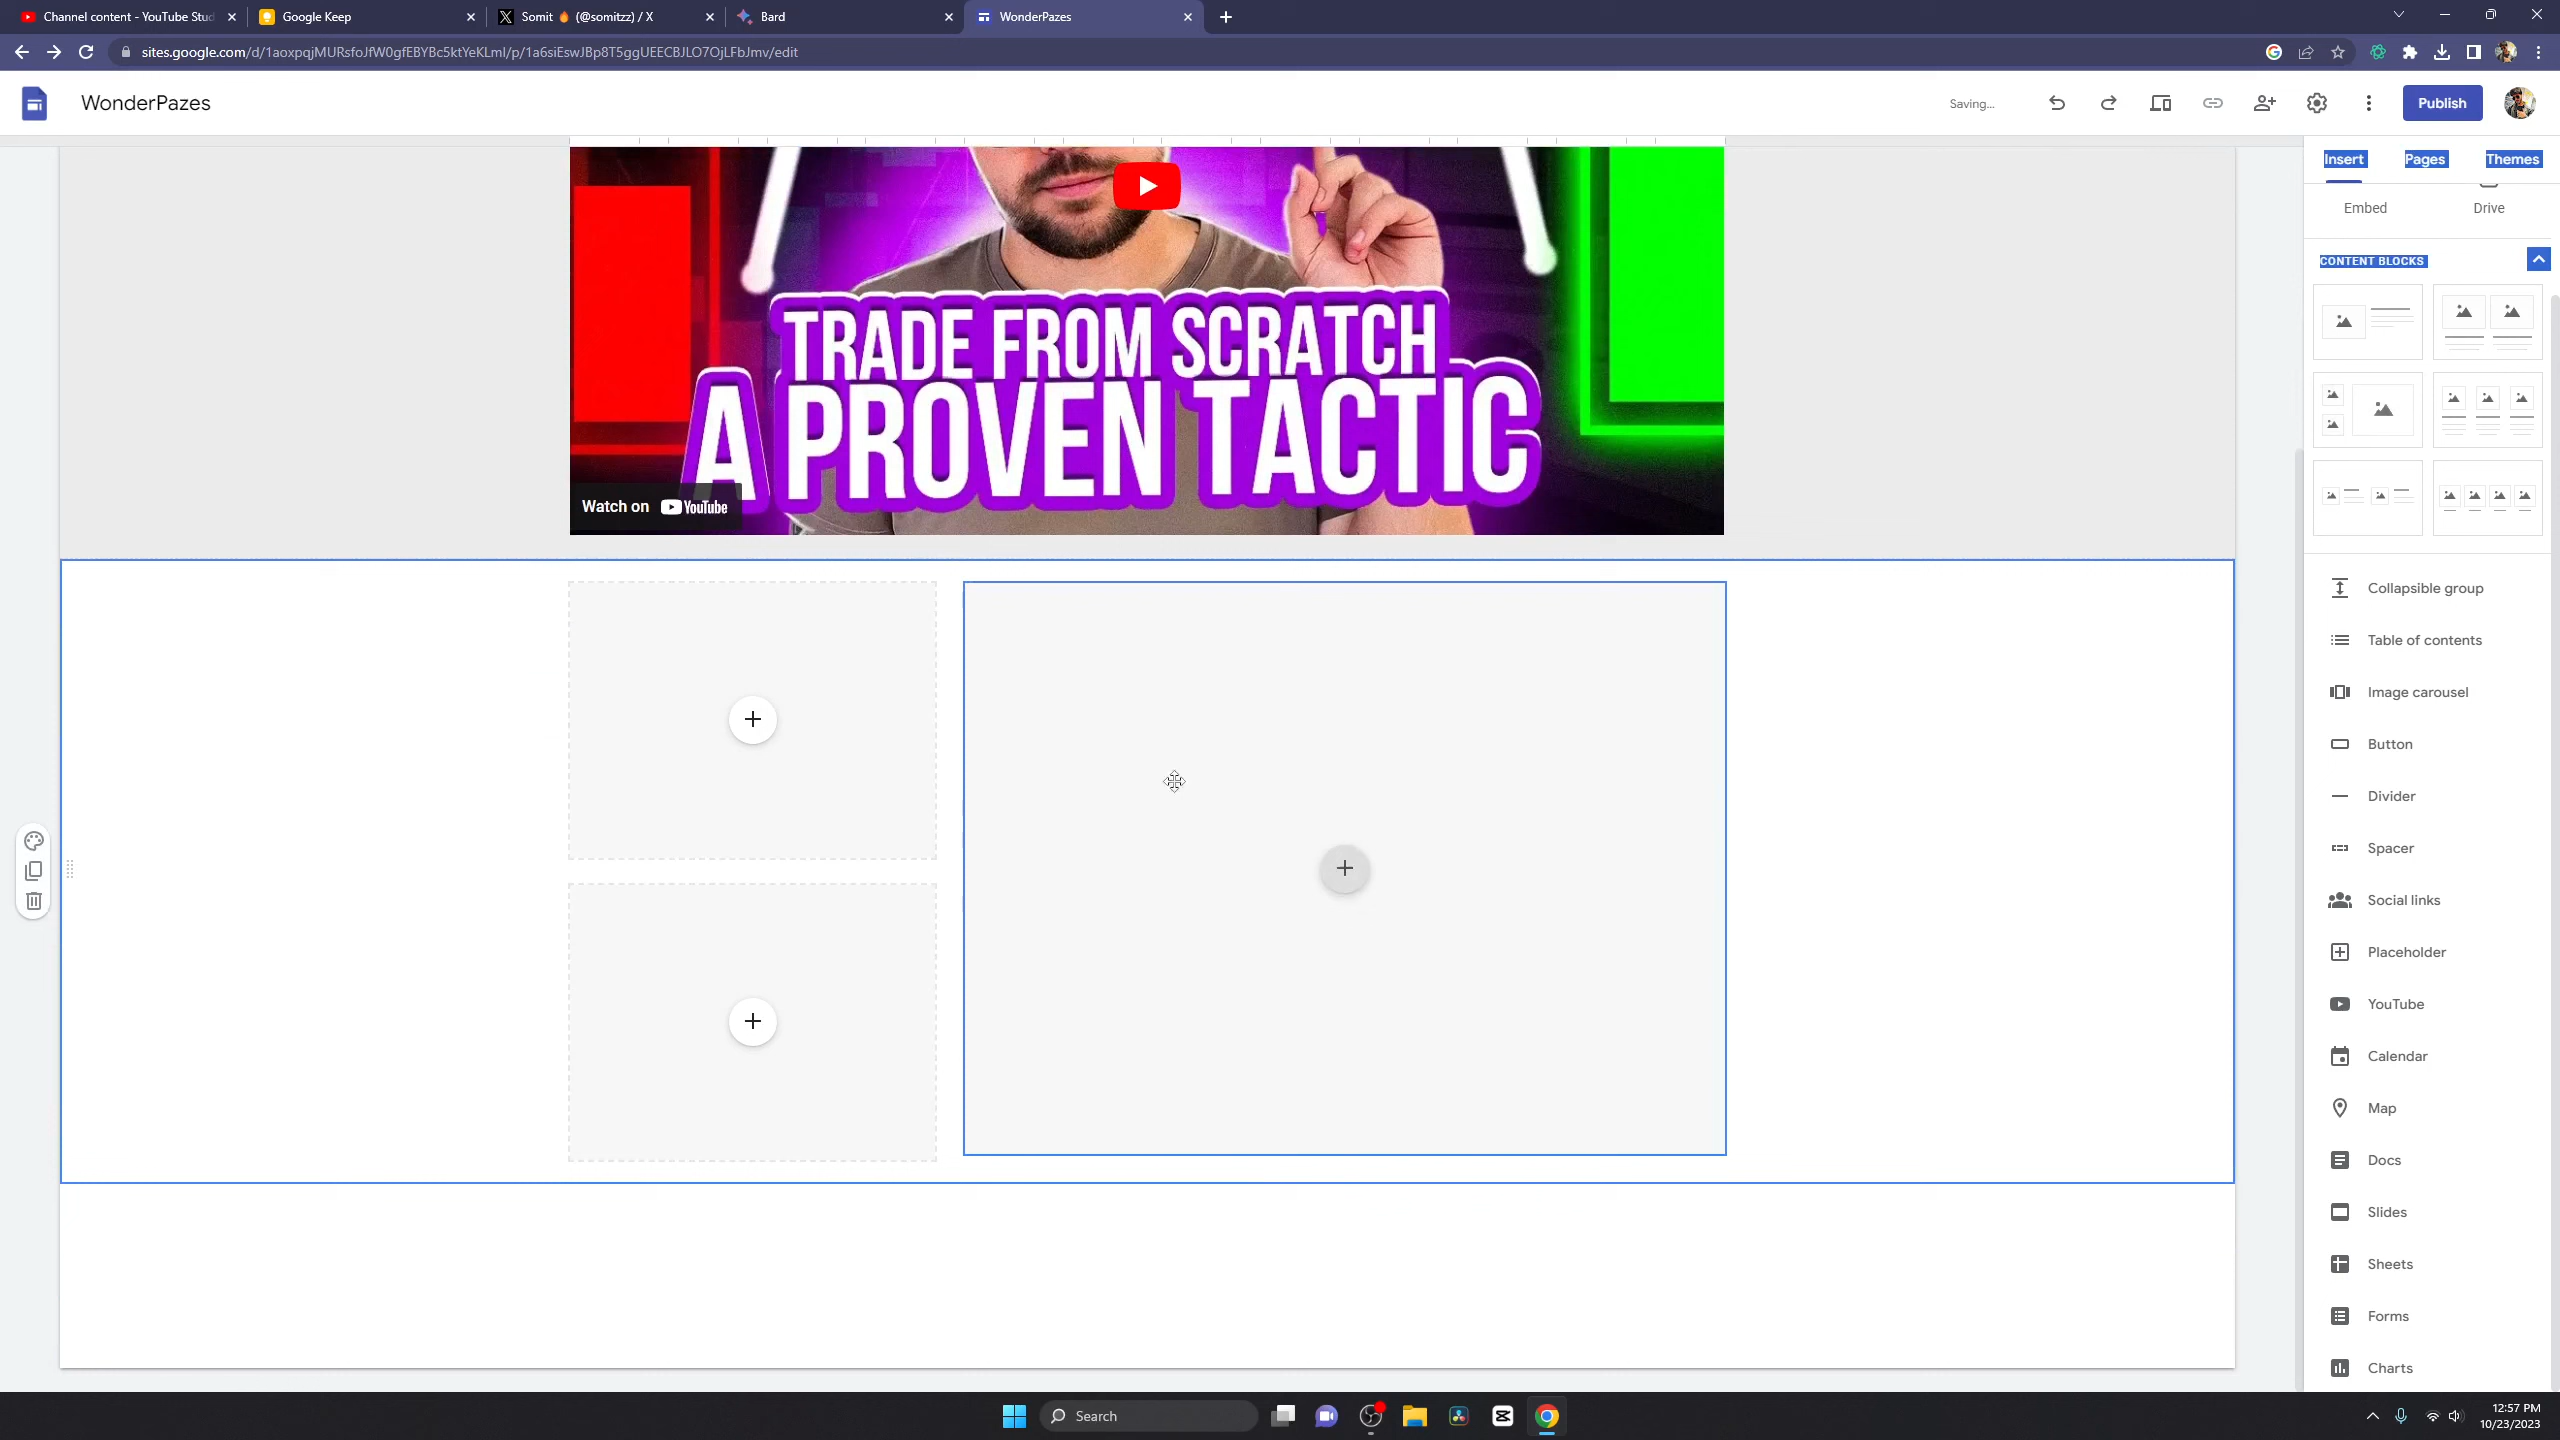 Channel content - YouTube Stud
Google Keep
Somit 🔥 (@somitzz) / X
Bard
WonderPazes
sites.google.com/d/1aoxpqjMURsfoJfW0gfEBYBc5ktYeKLmI/p/1a6siEswJBp8T5ggUEECBJLO7OjLFbJmv/edit
WonderPazes
Saving...
Publish
Insert
Pages
Themes
Embed
Drive
CONTENT BLOCKS
TRADE FROM SCRATCH
A PROVEN TACTIC
Watch on YouTube
Collapsible group
Table of contents
Image carousel
Button
Divider
Spacer
Social links
Placeholder
YouTube
Calendar
Map
Docs
Slides
Sheets
Forms
Charts
Search
12:57 PM
10/23/2023